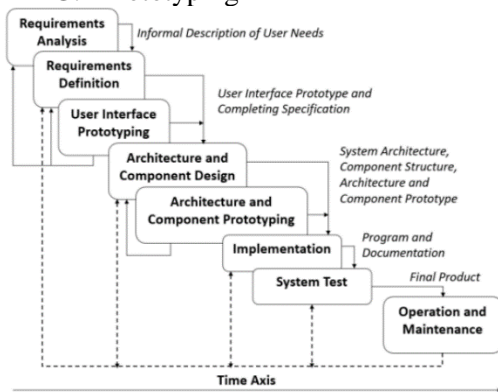 Requirements
Analysis
Informal Description of User Needs
Requirements
Definition
User Interface Prototype and
Completing Specification
User Interface
Prototyping
System Architecture,
Component Structure,
Architecture and
Component Prototype
Architecture and
Component Design
Architecture and
Component Prototyping
Implementation
Program and
Documentation
System Test
Final Product
Operation and
Maintenance
Time Axis